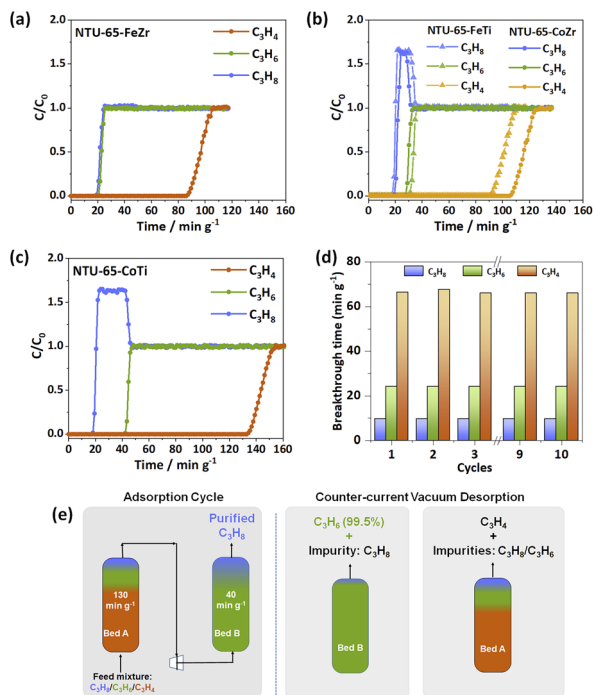 (a)
NTU-65-FeZr
C₃H₄
C₃H₆
C₃H₈
C/C₀
2.0
1.5
1.0
0.5
0.0
0 20 40 60 80 100 120 140 160
Time / min g⁻¹
(b)
NTU-65-FeTi NTU-65-CoZr
C₃H₈ C₃H₈
C₃H₆ C₃H₆
C₃H₄ C₃H₄
C/C₀
2.0
1.5
1.0
0.5
0.0
0 20 40 60 80 100 120 140 160
Time / min g⁻¹
(c)
NTU-65-CoTi
C₃H₄
C₃H₆
C₃H₈
C/C₀
2.0
1.5
1.0
0.5
0.0
0 20 40 60 80 100 120 140 160
Time / min g⁻¹
(d)
C₃H₈ C₃H₆ C₃H₄
Breakthrough time (min g⁻¹)
80
60
40
20
0
1 2 3 9 10
Cycles
(e)
Adsorption Cycle
Purified
C₃H₈
130
min g⁻¹
Bed A
40
min g⁻¹
Bed B
Feed mixture:
C₃H₈/C₃H₆/C₃H₄
Counter-current Vacuum Desorption
C₃H₆ (99.5%)
+
Impurity: C₃H₈
Bed B
C₃H₄
+
Impurities: C₃H₈/C₃H₆
Bed A